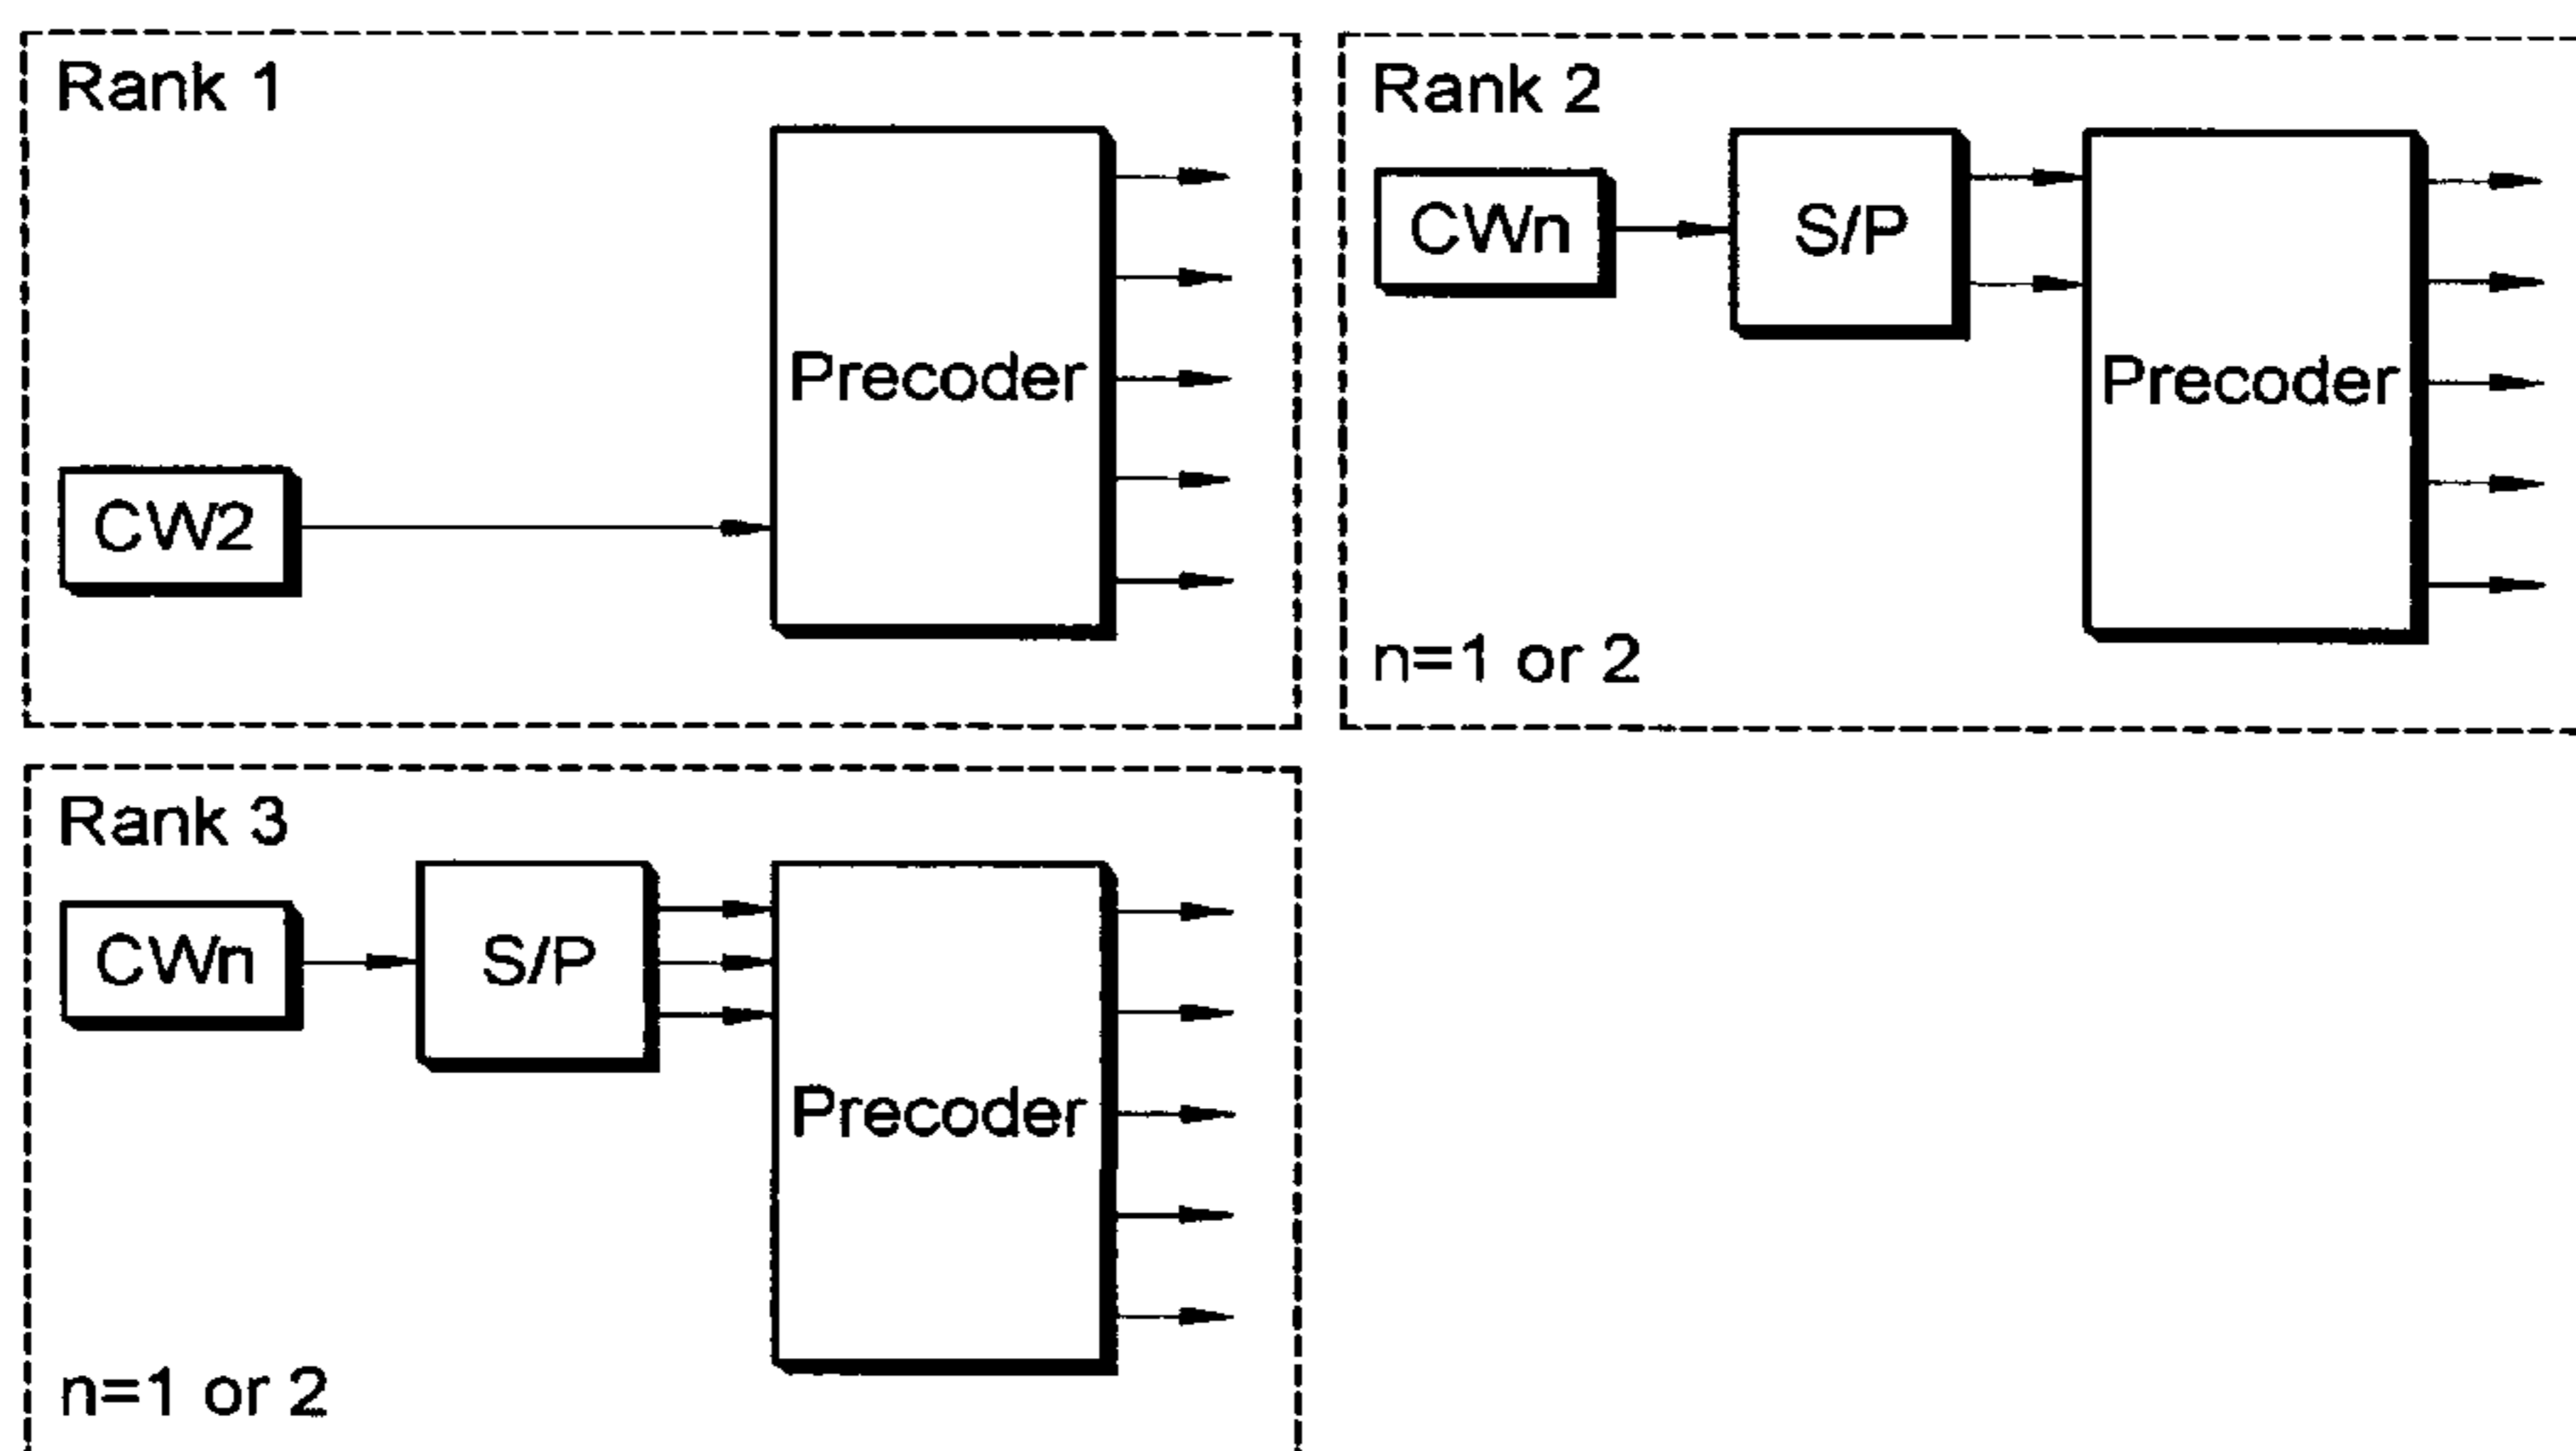 Rank 1
Precoder
CW2
Rank 2
CWn
S/P
Precoder
n=1 or 2
Rank 3
CWn
S/P
Precoder
n=1 or 2